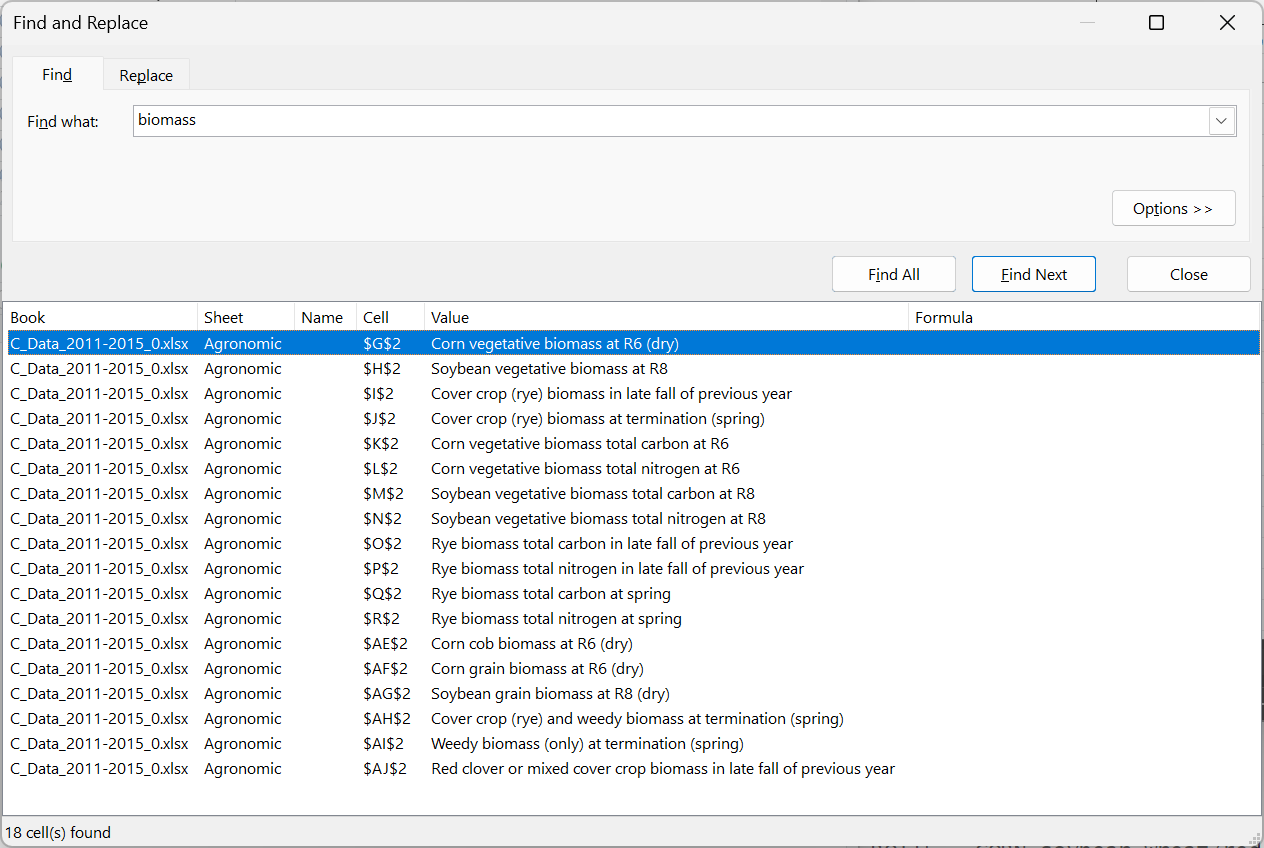 Find and Replace
Find Replace
Find what: biomass
Options >>
Find All Find Next Close
Book Sheet Name Cell Value Formula
C_Data_2011-2015_0.xlsx Agronomic $G$2 Corn vegetative biomass at R6 (dry)
C_Data_2011-2015_0.xlsx Agronomic $H$2 Soybean vegetative biomass at R8
C_Data_2011-2015_0.xlsx Agronomic $I$2 Cover crop (rye) biomass in late fall of previous year
C_Data_2011-2015_0.xlsx Agronomic $J$2 Cover crop (rye) biomass at termination (spring)
C_Data_2011-2015_0.xlsx Agronomic $K$2 Corn vegetative biomass total carbon at R6
C_Data_2011-2015_0.xlsx Agronomic $L$2 Corn vegetative biomass total nitrogen at R6
C_Data_2011-2015_0.xlsx Agronomic $M$2 Soybean vegetative biomass total carbon at R8
C_Data_2011-2015_0.xlsx Agronomic $N$2 Soybean vegetative biomass total nitrogen at R8
C_Data_2011-2015_0.xlsx Agronomic $O$2 Rye biomass total carbon in late fall of previous year
C_Data_2011-2015_0.xlsx Agronomic $P$2 Rye biomass total nitrogen in late fall of previous year
C_Data_2011-2015_0.xlsx Agronomic $Q$2 Rye biomass total carbon at spring
C_Data_2011-2015_0.xlsx Agronomic $R$2 Rye biomass total nitrogen at spring
C_Data_2011-2015_0.xlsx Agronomic $AE$2 Corn cob biomass at R6 (dry)
C_Data_2011-2015_0.xlsx Agronomic $AF$2 Corn grain biomass at R6 (dry)
C_Data_2011-2015_0.xlsx Agronomic $AG$2 Soybean grain biomass at R8 (dry)
C_Data_2011-2015_0.xlsx Agronomic $AH$2 Cover crop (rye) and weedy biomass at termination (spring)
C_Data_2011-2015_0.xlsx Agronomic $AI$2 Weedy biomass (only) at termination (spring)
C_Data_2011-2015_0.xlsx Agronomic $AJ$2 Red clover or mixed cover crop biomass in late fall of previous year
18 cell(s) found